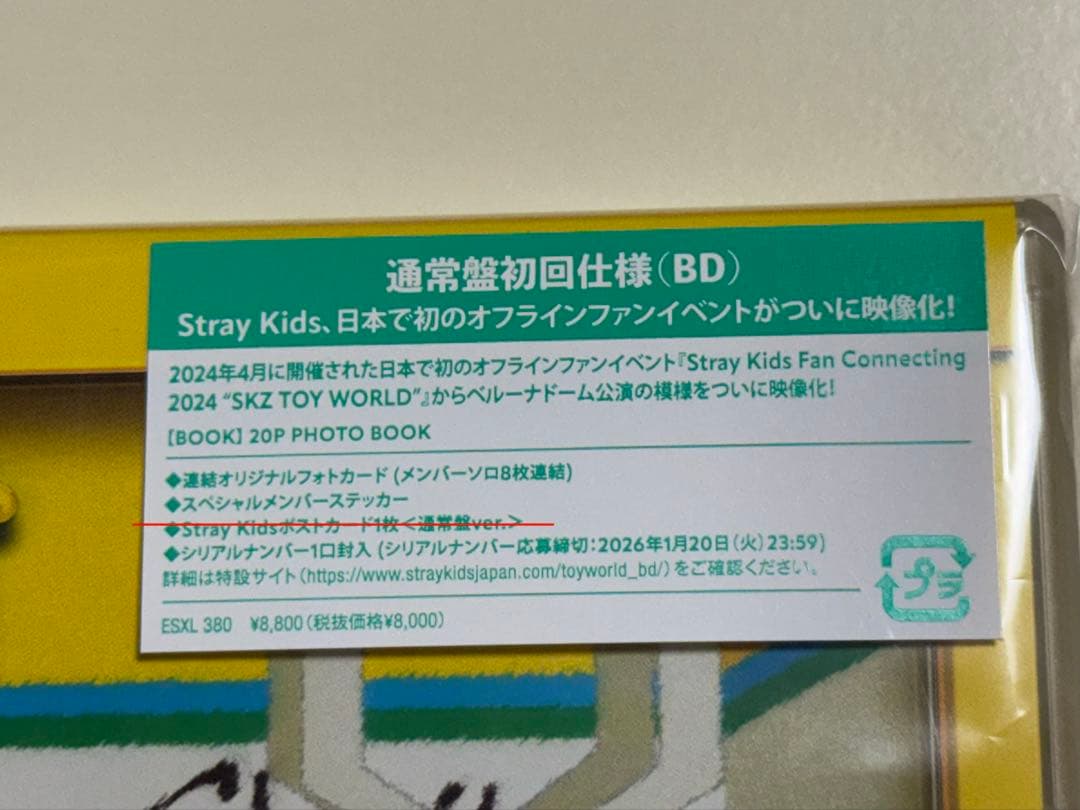 通常盤初回仕様(BD)
Stray Kids、日本で初のオフラインファンイベントがついに映像化!
2024年4月に開催された日本で初のオフラインファンイベント『Stray Kids Fan Connecting
2024 “SKZ TOY WORLD”』からベルーナドーム公演の模様をついに映像化!
[BOOK] 20P PHOTO BOOK
◆連結オリジナルフォトカード (メンバーソロ8枚連結)
◆スペシャルメンバーステッカー
◆Stray Kidsポストカード1枚<通常盤ver.>
◆シリアルナンバー1口封入 (シリアルナンバー応募締切:2026年1月20日(火)23:59)
詳細は特設サイト(https://www.straykidsjapan.com/toyworld_bd/)をご確認ください。
プラ
ESXL 380 ¥8,800(税抜価格¥8,000)